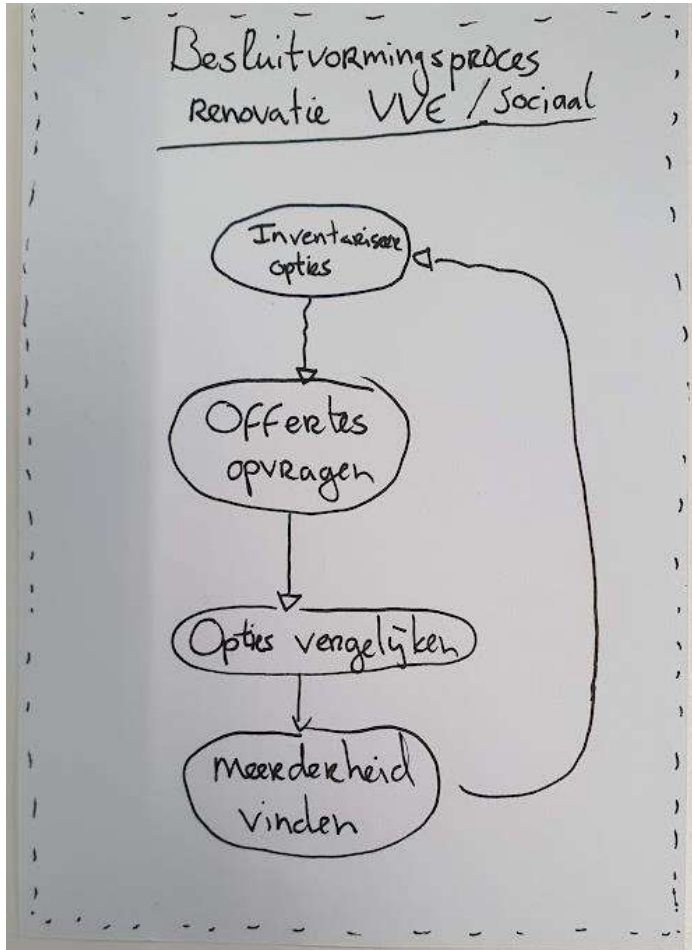 Besluitvormingsproces
Renovatie VVE / Sociaal
Inventariseer
opties
Offertes
opvragen
Opties vergelijken
Meerderheid
vinden